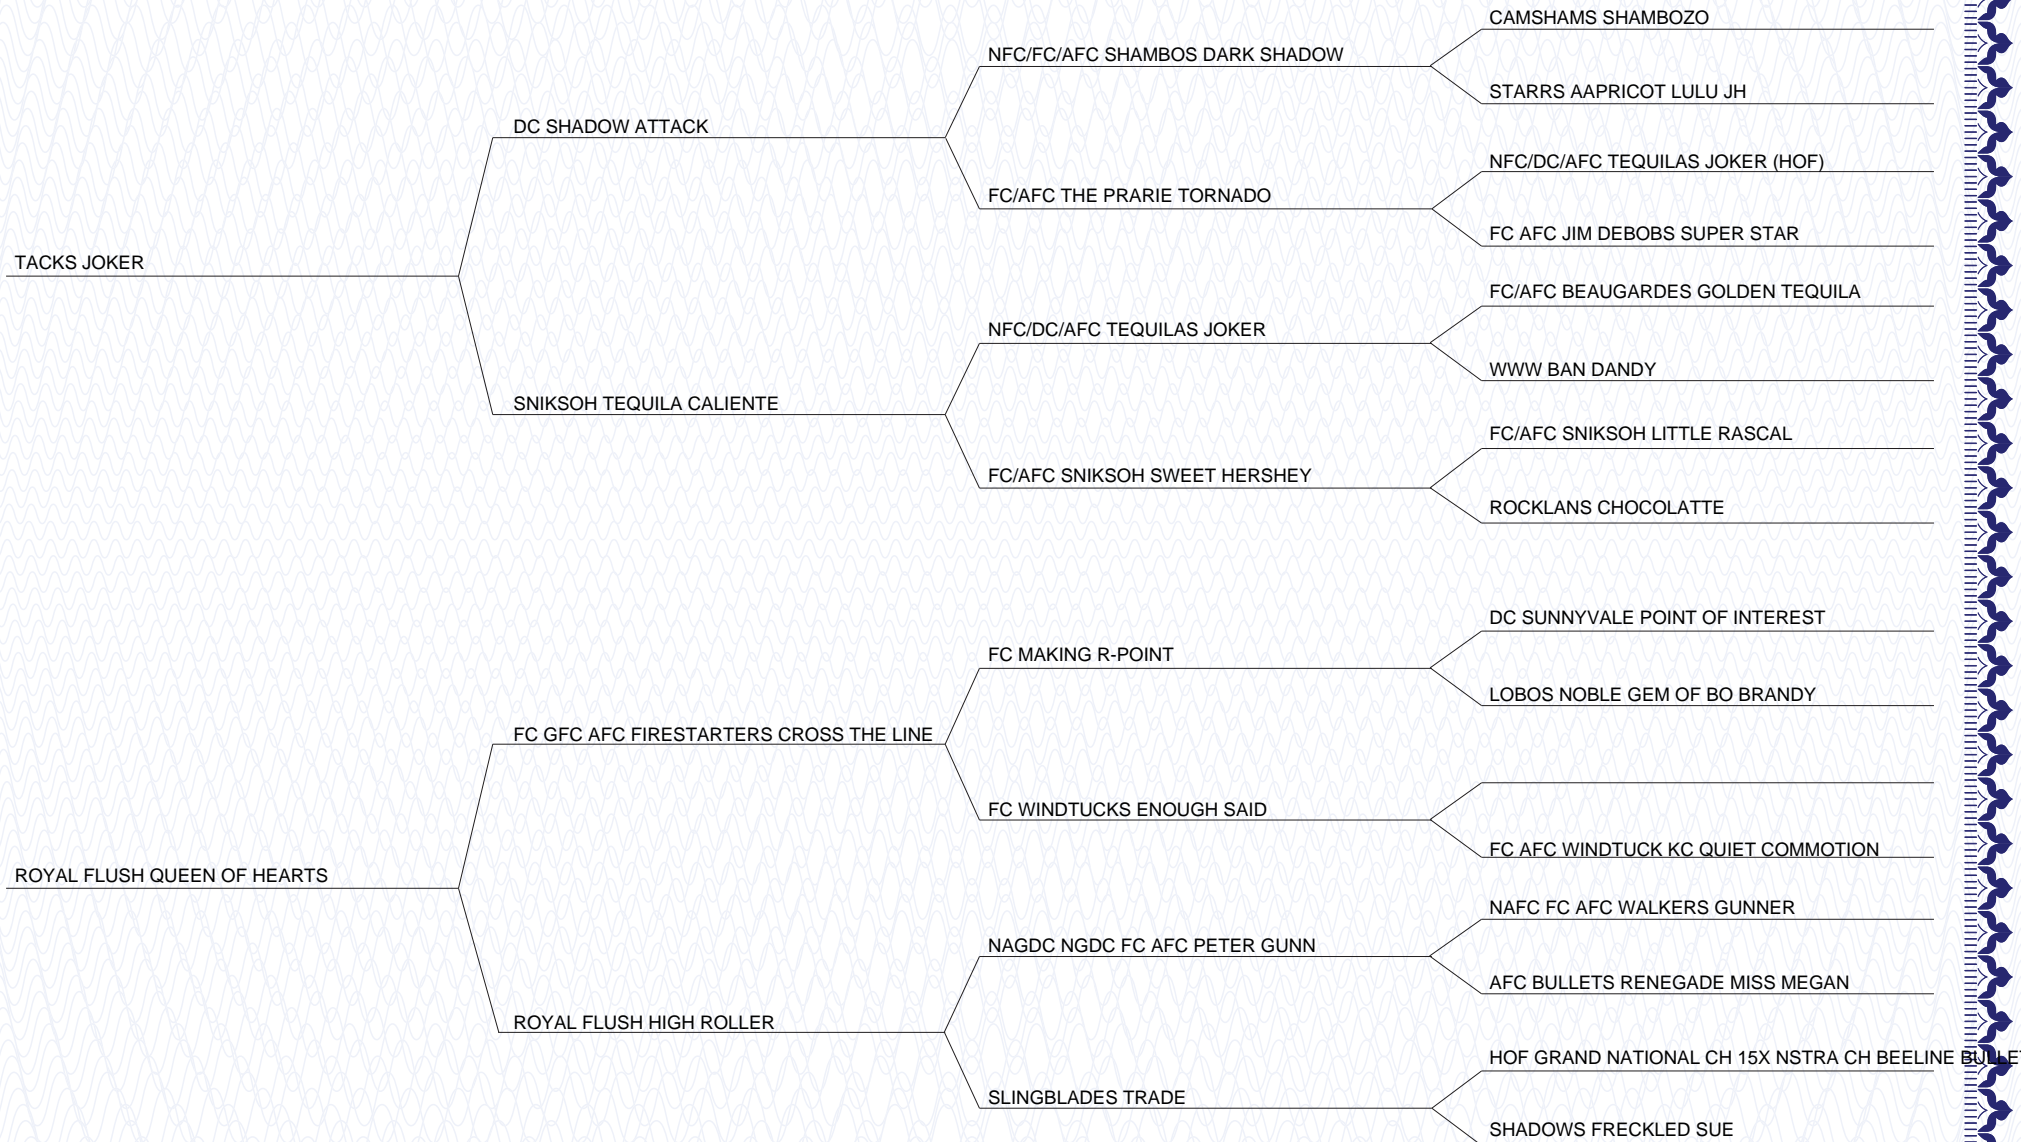 CAMSHAMS SHAMBOZO
NFC/FC/AFC SHAMBOS DARK SHADOW
STARRS AAPRICOT LULU JH
DC SHADOW ATTACK
NFC/DC/AFC TEQUILAS JOKER (HOF)
FC/AFC THE PRARIE TORNADO
FC AFC JIM DEBOBS SUPER STAR
TACKS JOKER
FC/AFC BEAUGARDES GOLDEN TEQUILA
NFC/DC/AFC TEQUILAS JOKER
WWW BAN DANDY
SNIKSOH TEQUILA CALIENTE
FC/AFC SNIKSOH LITTLE RASCAL
FC/AFC SNIKSOH SWEET HERSHEY
ROCKLANS CHOCOLATTE
DC SUNNYVALE POINT OF INTEREST
FC MAKING R-POINT
LOBOS NOBLE GEM OF BO BRANDY
FC GFC AFC FIRESTARTERS CROSS THE LINE
FC WINDTUCKS ENOUGH SAID
FC AFC WINDTUCK KC QUIET COMMOTION
ROYAL FLUSH QUEEN OF HEARTS
NAFC FC AFC WALKERS GUNNER
NAGDC NGDC FC AFC PETER GUNN
AFC BULLETS RENEGADE MISS MEGAN
ROYAL FLUSH HIGH ROLLER
HOF GRAND NATIONAL CH 15X NSTRA CH BEELINE
SLINGBLADES TRADE
SHADOWS FRECKLED SUE